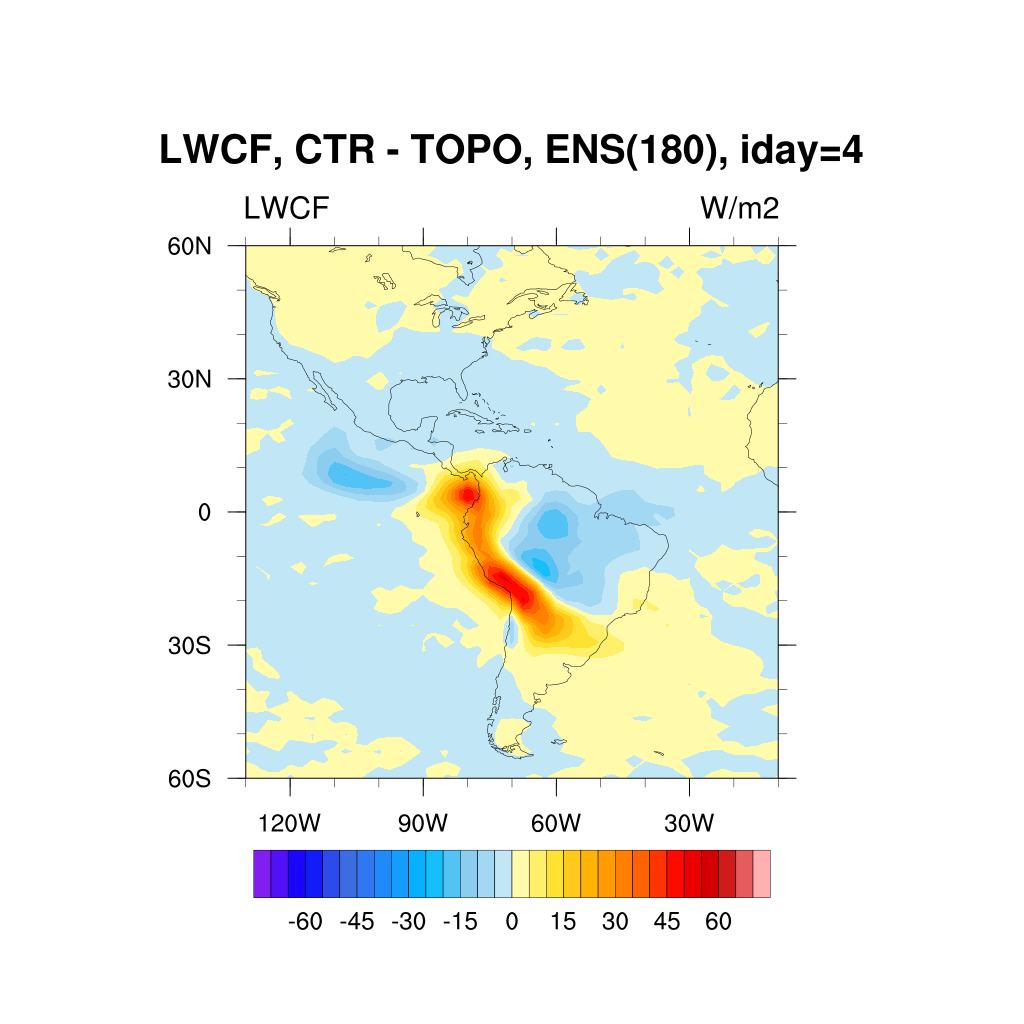 LWCF, CTR - TOPO, ENS(180), iday=4
LWCF W/m2
60N
30N
0
30S
60S
120W 90W 60W 30W
-60 -45 -30 -15 0 15 30 45 60